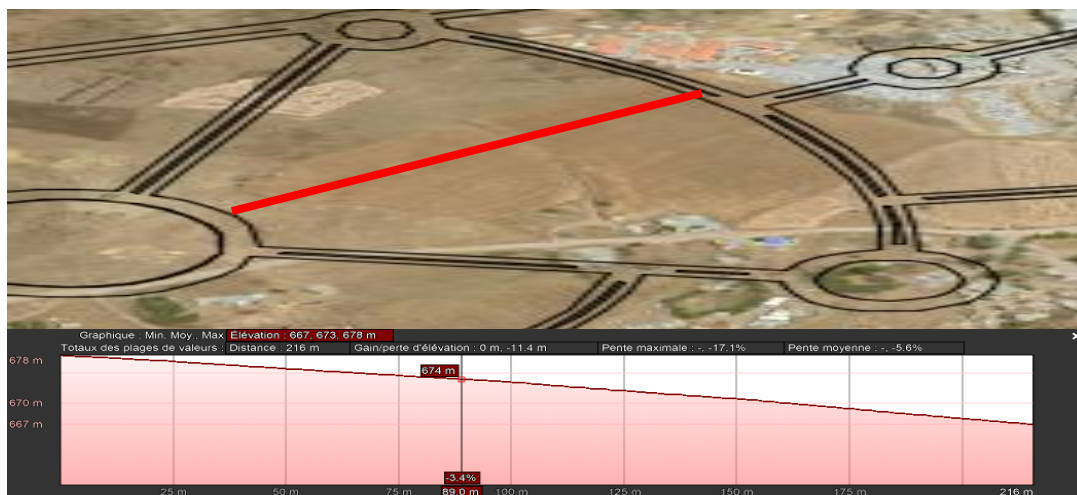 Graphique : Min, Moy., Max Élévation : 667, 673, 678 m
Totaux des plages de valeurs : Distance : 216 m Gain/perte d'élévation : 0 m, -11.4 m Pente maximale : -, -17.1% Pente moyenne : -, -5.6%
678 m
674 m
670 m
667 m
-3.4%
25 m 50 m 75 m 89.0 m 100 m 125 m 150 m 175 m 216 m